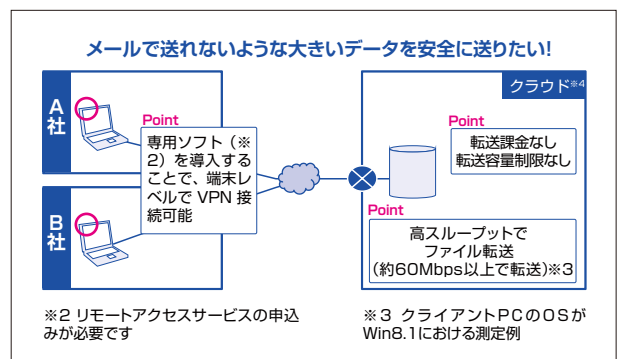 メールで送れないような大きいデータを安全に送りたい!
A社
Point
専用ソフト（※
2）を導入する
ことで、端末レ
ベルで VPN 接
続可能
B社
クラウド※4
Point
転送課金なし
転送容量制限なし
Point
高スループットで
ファイル転送
(約60Mbps以上で転送)※3
※2 リモートアクセスサービスの申込
みが必要です
※3 クライアントPCのOSが
Win8.1における測定例